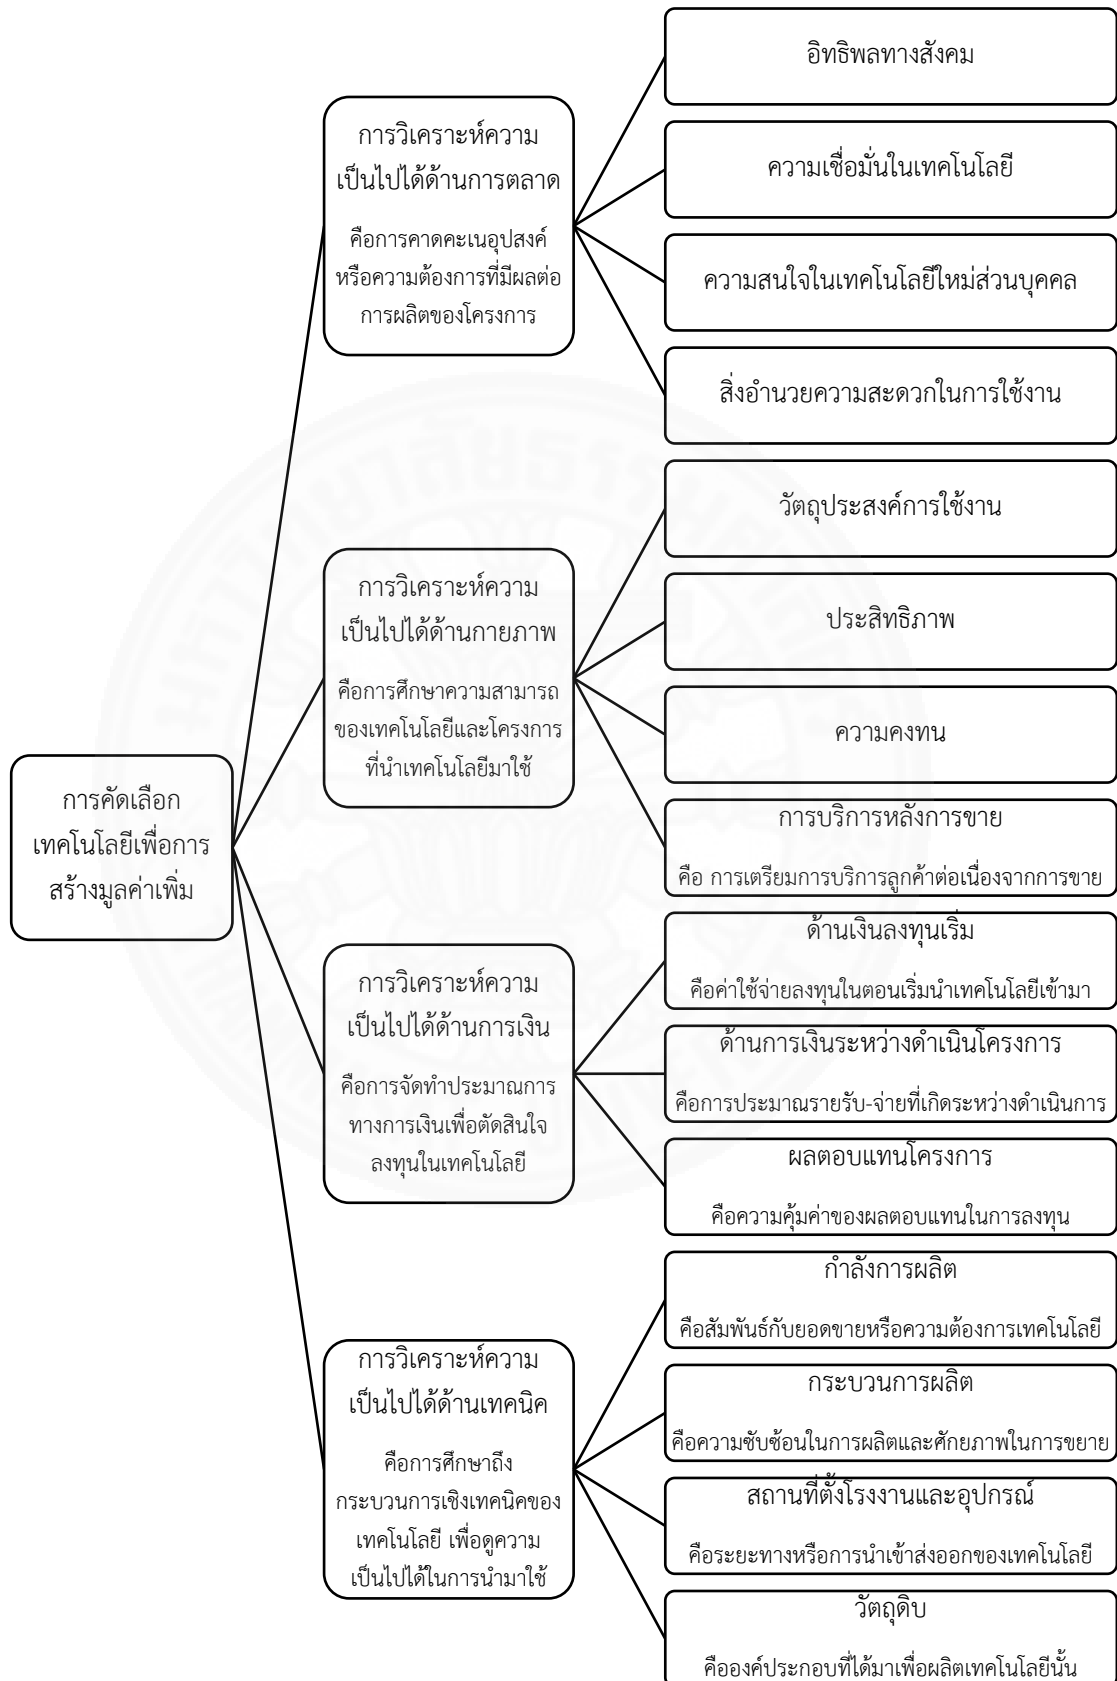 อิทธิพลทางสังคม
การวิเคราะห์ความ
เป็นไปได้ด้านการตลาด
คือการคาดคะเนอุปสงค์
หรือความต้องการที่มีผลต่อ
การผลิตของโครงการ
ความเชื่อมั่นในเทคโนโลยี
ความสนใจในเทคโนโลยีใหม่ส่วนบุคคล
สิ่งอำนวยความสะดวกในการใช้งาน
การวิเคราะห์ความ
เป็นไปได้ด้านกายภาพ
คือการศึกษาความสามารถ
ของเทคโนโลยีและโครงการ
ที่นำเทคโนโลยีมาใช้
วัตถุประสงค์การใช้งาน
ประสิทธิภาพ
ความคงทน
การบริการหลังการขาย
คือ การเตรียมการบริการลูกค้าต่อเนื่องจากการขาย
การคัดเลือก
เทคโนโลยีเพื่อการ
สร้างมูลค่าเพิ่ม
การวิเคราะห์ความ
เป็นไปได้ด้านการเงิน
คือการจัดทำประมาณการ
ทางการเงินเพื่อตัดสินใจ
ลงทุนในเทคโนโลยี
ด้านเงินลงทุนเริ่ม
คือค่าใช้จ่ายลงทุนในตอนเริ่มนำเทคโนโลยีเข้ามา
ด้านการเงินระหว่างดำเนินโครงการ
คือการประมาณรายรับ-จ่ายที่เกิดระหว่างดำเนินการ
ผลตอบแทนโครงการ
คือความคุ้มค่าของผลตอบแทนในการลงทุน
การวิเคราะห์ความ
เป็นไปได้ด้านเทคนิค
คือการศึกษาถึง
กระบวนการเชิงเทคนิคของ
เทคโนโลยี เพื่อดูความ
เป็นไปได้ในการนำมาใช้
กำลังการผลิต
คือสัมพันธ์กับยอดขายหรือความต้องการเทคโนโลยี
กระบวนการผลิต
คือความซับซ้อนในการผลิตและศักยภาพในการขยาย
สถานที่ตั้งโรงงานและอุปกรณ์
คือระยะทางหรือการนำเข้าส่งออกของเทคโนโลยี
วัตถุดิบ
คือองค์ประกอบที่ได้มาเพื่อผลิตเทคโนโลยีนั้น